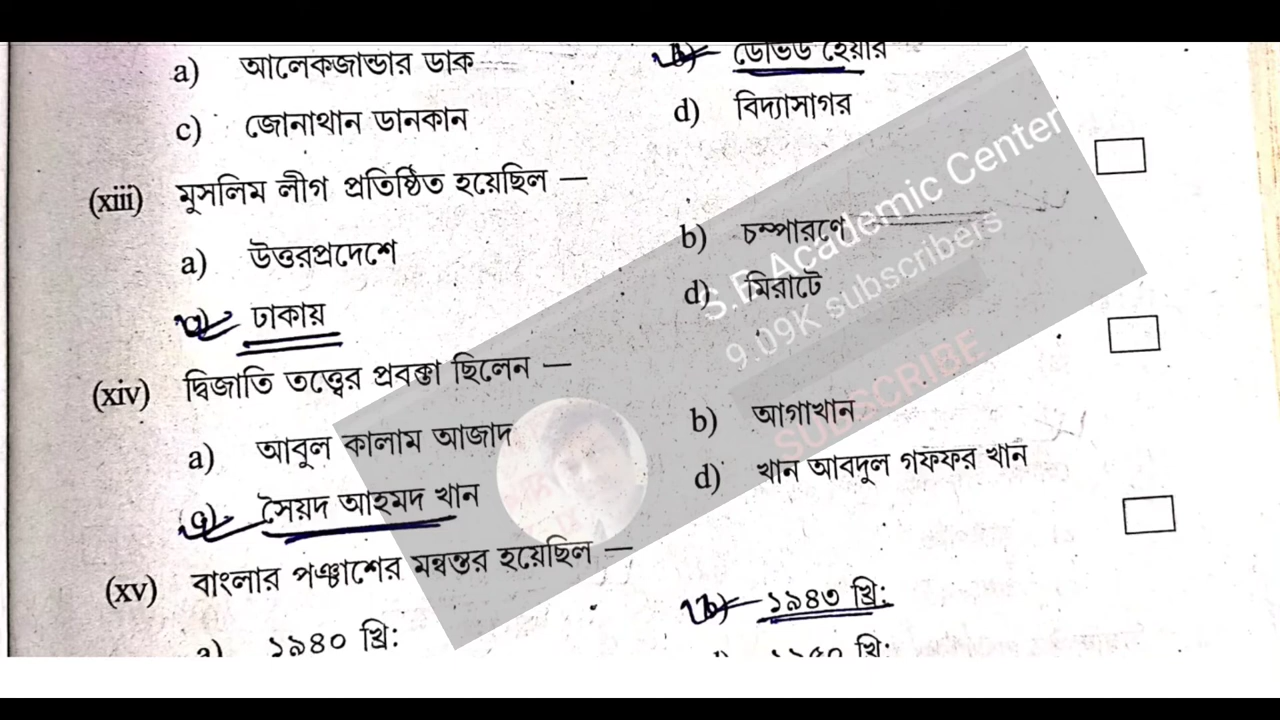 a) আলেকজান্ডার ডাক b) ডেভিড হেয়ার
c) জোনাথান ডানকান d) বিদ্যাসাগর
(xiii) মুসলিম লীগ প্রতিষ্ঠিত হয়েছিল —
a) উত্তরপ্রদেশে b) চম্পারণে
c) ঢাকায় d) মিরাটে
(xiv) দ্বিজাতি তত্ত্বের প্রবক্তা ছিলেন —
a) আবুল কালাম আজাদ b) আগাখান
c) সৈয়দ আহমদ খান d) খান আবদুল গফফর খান
(xv) বাংলার পঞ্চাশের মন্বন্তর হয়েছিল —
a) ১৯৪০ খ্রি: b) ১৯৪৩ খ্রি:
d) ১৯৫০ খ্রি:
Academic Center
9.09K subscribers
SUBSCRIBE